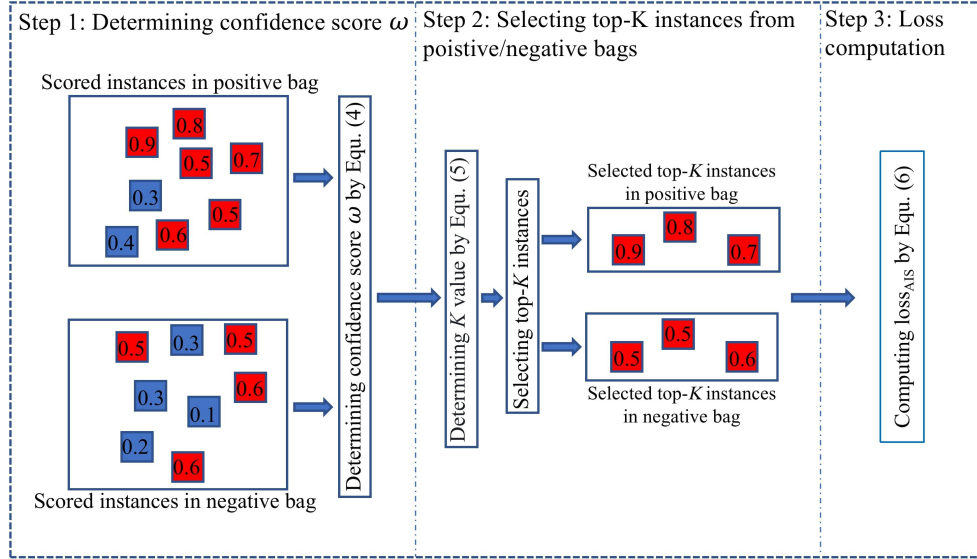 Step 1: Determining confidence score ω
Scored instances in positive bag
0.8
0.9
0.5
0.7
0.3
0.5
0.6
0.4
0.3
0.5
0.5
0.6
0.3
0.1
0.2
0.6
Scored instances in negative bag
Determining confidence score ω by Equ. (4)
Step 2: Selecting top-K instances from
poistive/negative bags
Determining K value by Equ. (5)
Selecting top-K instances
Selected top-K instances
in positive bag
0.8
0.9
0.7
0.5
0.5
0.6
Selected top-K instances
in negative bag
Step 3: Loss
computation
Computing loss_AIS by Equ. (6)